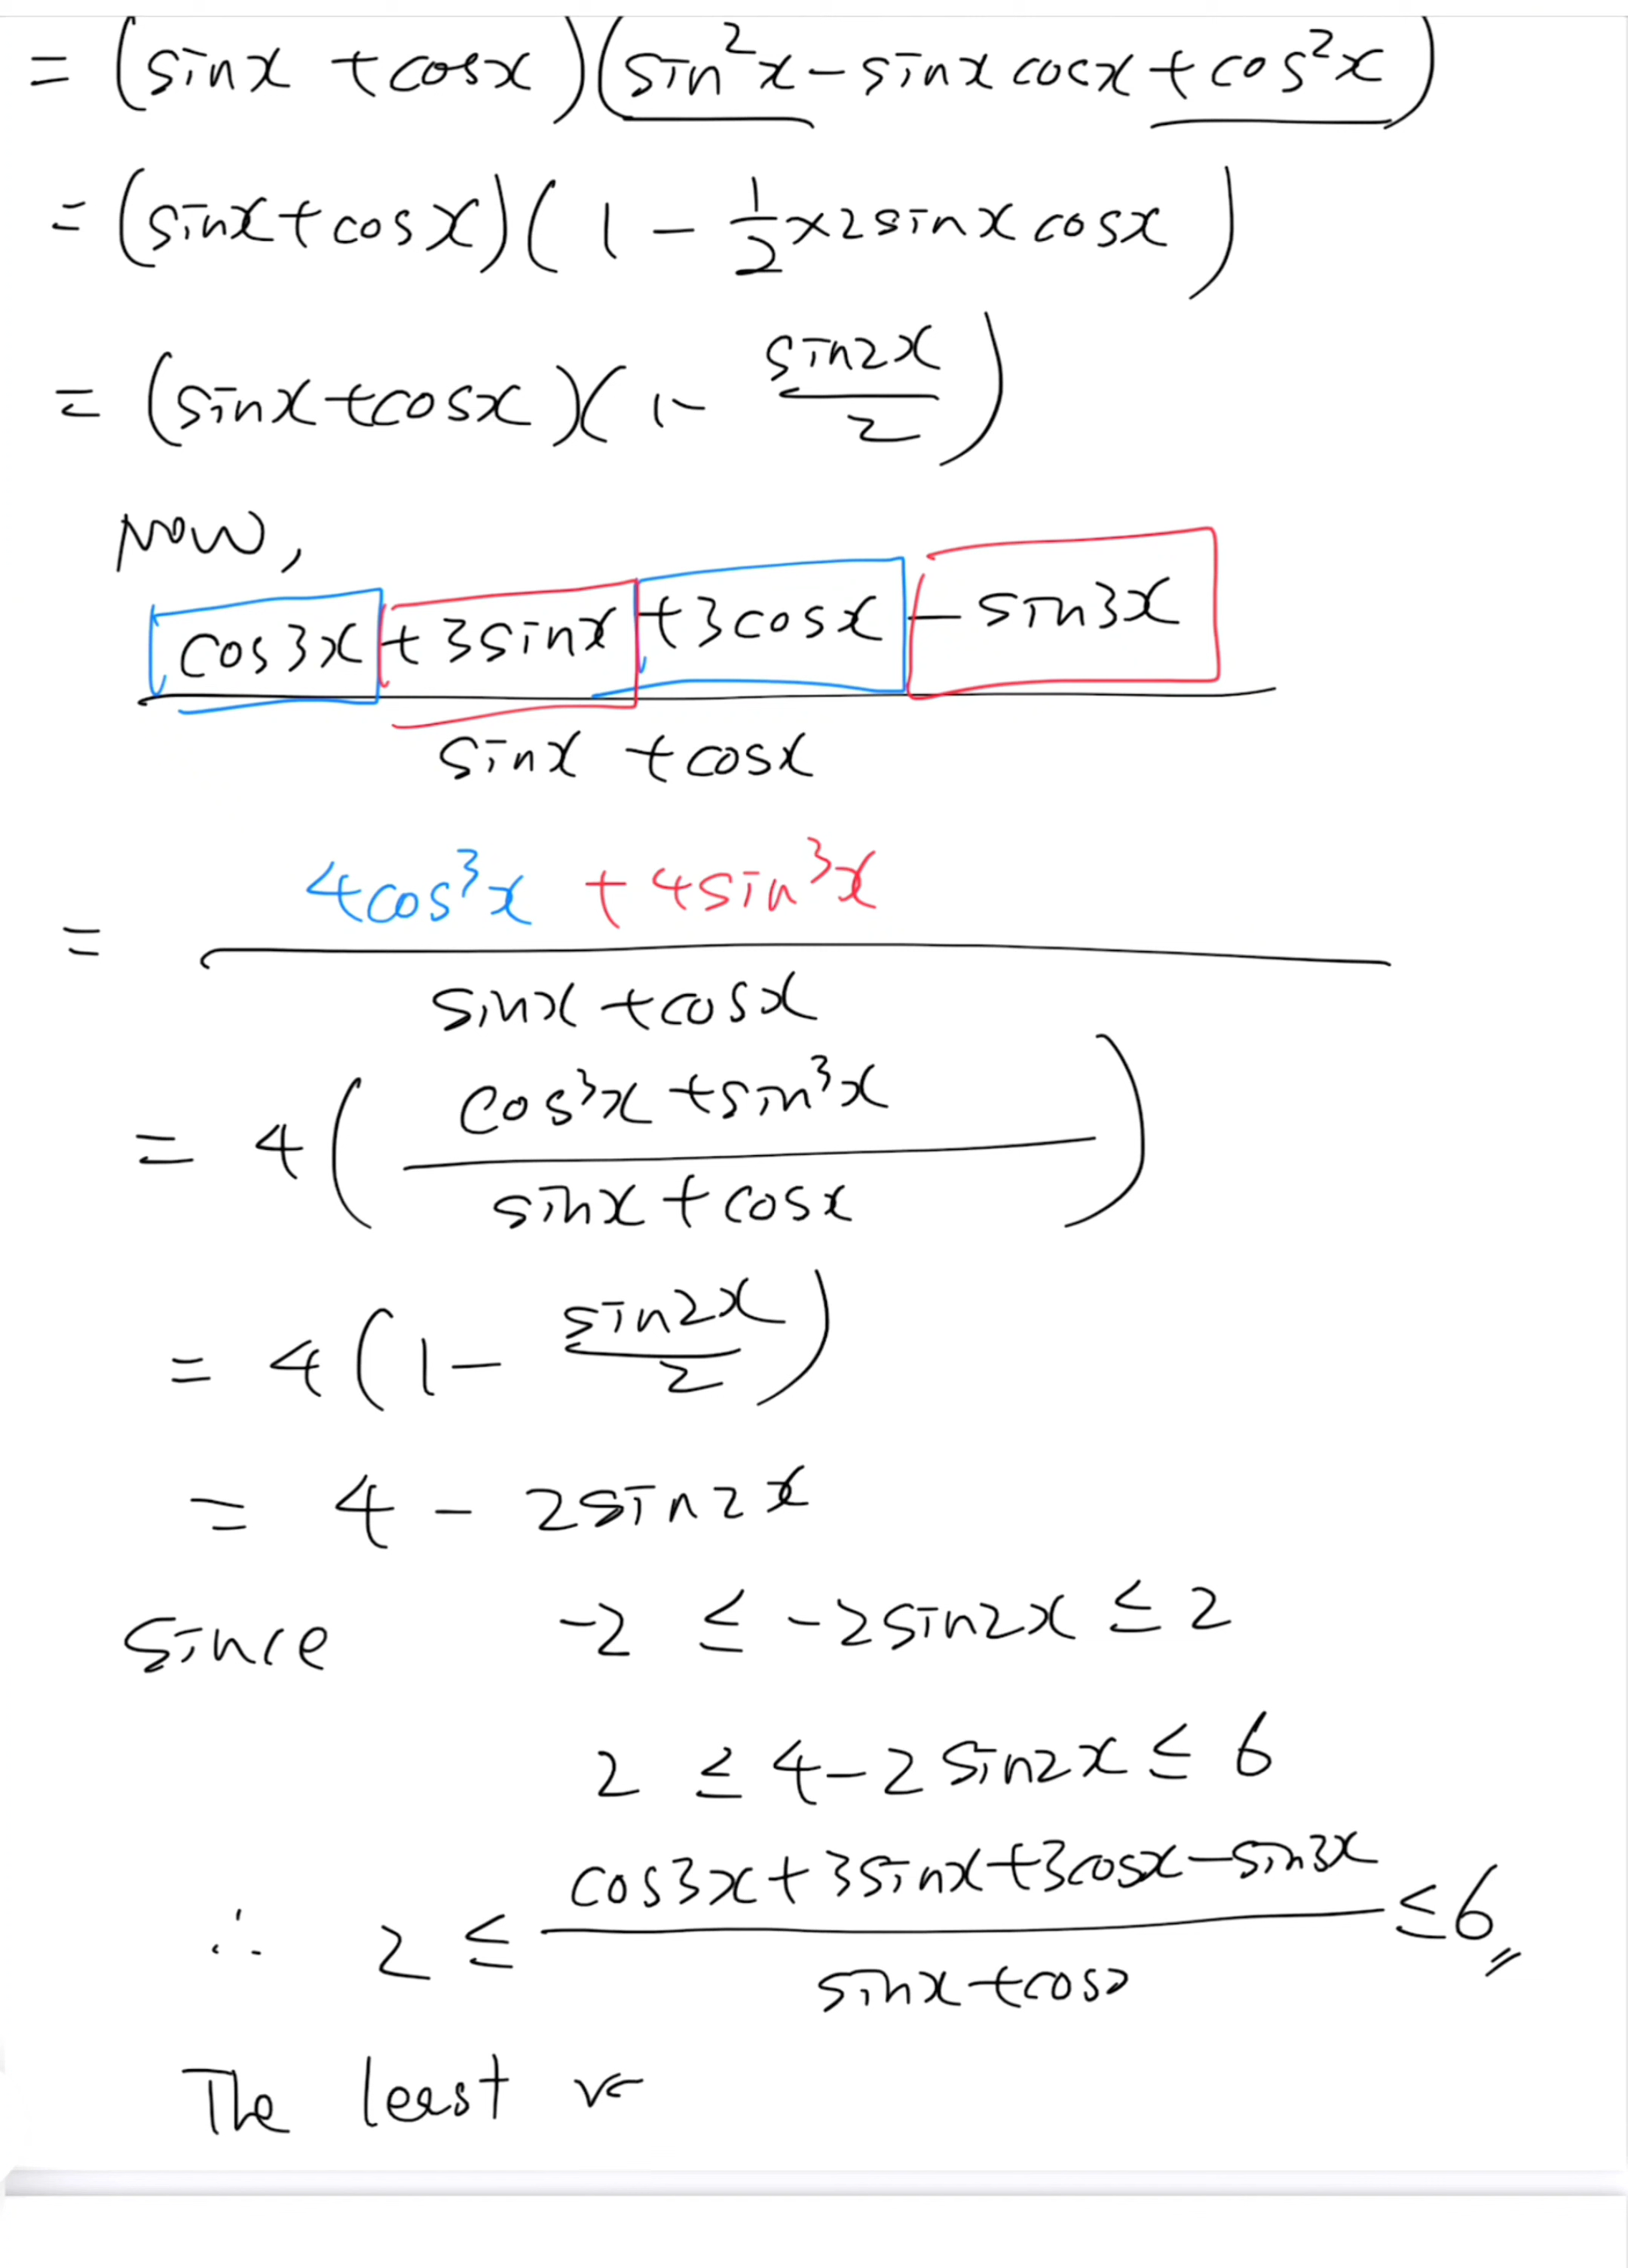 = (sinx + cosx)(sin²x - sinx cosx + cos²x)
= (sinx + cosx)(1 - 1/2 × 2sinx cosx)
= (sinx + cosx)(1 - sin2x/2)
Now,
cos3x + 3sinx + 3cosx - sin3x
sinx + cosx
4cos³x + 4sin³x
=
sinx + cosx
= 4(cos³x + sin³x / sinx + cosx)
= 4(1 - sin2x/2)
= 4 - 2sin2x
since -2 ≤ -2sin2x ≤ 2
2 ≤ 4 - 2sin2x ≤ 6
∴ 2 ≤ cos3x + 3sinx + 3cosx - sin3x / sinx + cos ≤ 6
The least